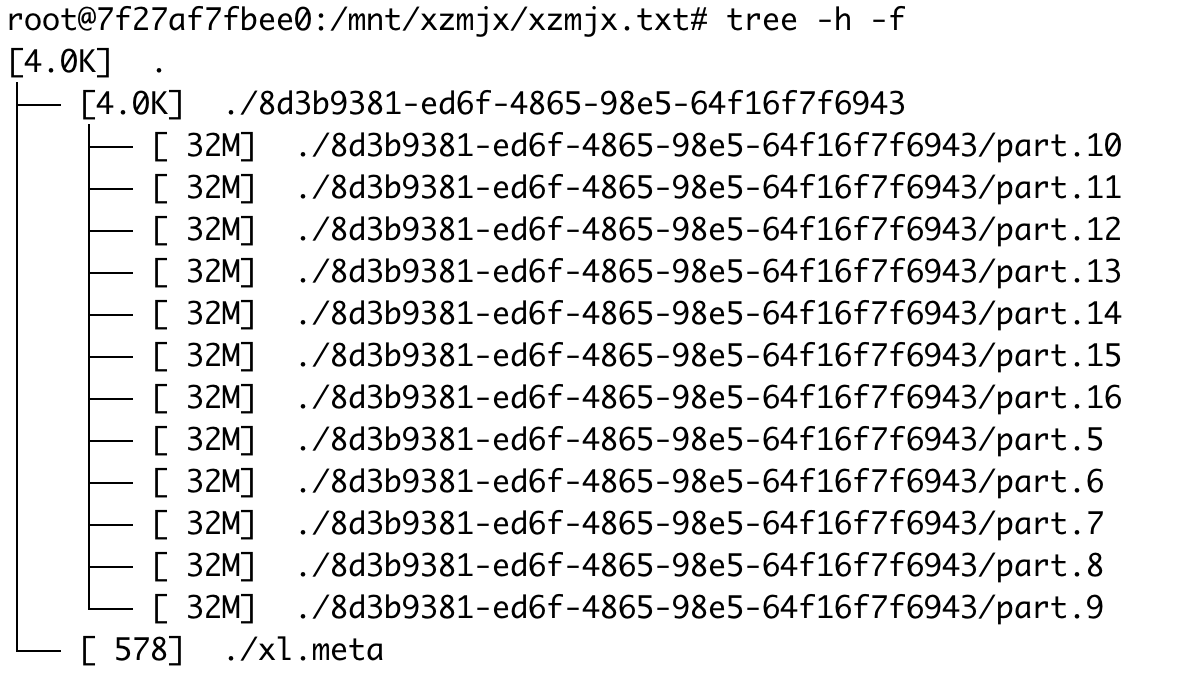 root@7f27af7fbee0:/mnt/xzmjx/xzmjx.txt# tree -h -f
[4.0K]  .
├── [4.0K]  ./8d3b9381-ed6f-4865-98e5-64f16f7f6943
│   ├── [ 32M]  ./8d3b9381-ed6f-4865-98e5-64f16f7f6943/part.10
│   ├── [ 32M]  ./8d3b9381-ed6f-4865-98e5-64f16f7f6943/part.11
│   ├── [ 32M]  ./8d3b9381-ed6f-4865-98e5-64f16f7f6943/part.12
│   ├── [ 32M]  ./8d3b9381-ed6f-4865-98e5-64f16f7f6943/part.13
│   ├── [ 32M]  ./8d3b9381-ed6f-4865-98e5-64f16f7f6943/part.14
│   ├── [ 32M]  ./8d3b9381-ed6f-4865-98e5-64f16f7f6943/part.15
│   ├── [ 32M]  ./8d3b9381-ed6f-4865-98e5-64f16f7f6943/part.16
│   ├── [ 32M]  ./8d3b9381-ed6f-4865-98e5-64f16f7f6943/part.5
│   ├── [ 32M]  ./8d3b9381-ed6f-4865-98e5-64f16f7f6943/part.6
│   ├── [ 32M]  ./8d3b9381-ed6f-4865-98e5-64f16f7f6943/part.7
│   ├── [ 32M]  ./8d3b9381-ed6f-4865-98e5-64f16f7f6943/part.8
│   └── [ 32M]  ./8d3b9381-ed6f-4865-98e5-64f16f7f6943/part.9
└── [ 578]  ./xl.meta